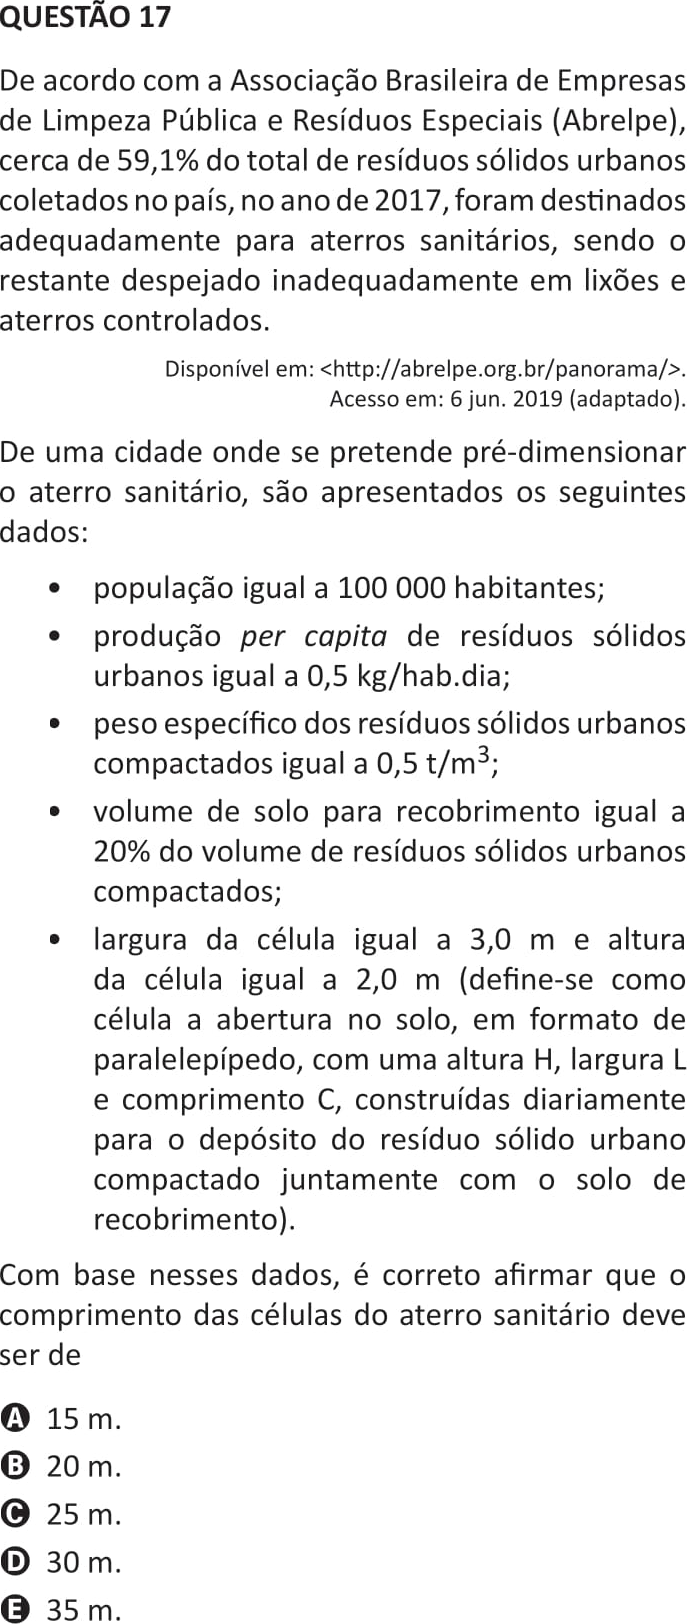 QUESTÃO 17
De acordo com a Associação Brasileira de Empresas
de Limpeza Pública e Resíduos Especiais (Abrelpe),
cerca de 59,1% do total de resíduos sólidos urbanos
coletados no país, no ano de 2017, foram destinados
adequadamente para aterros sanitários, sendo o
restante despejado inadequadamente em lixões e
aterros controlados.
Disponível em: <http://abrelpe.org.br/panorama/>.
Acesso em: 6 jun. 2019 (adaptado).
De uma cidade onde se pretende pré-dimensionar
o aterro sanitário, são apresentados os seguintes
dados:
• população igual a 100 000 habitantes;
• produção per capita de resíduos sólidos
urbanos igual a 0,5 kg/hab.dia;
• peso específico dos resíduos sólidos urbanos
compactados igual a 0,5 t/m³;
• volume de solo para recobrimento igual a
20% do volume de resíduos sólidos urbanos
compactados;
• largura da célula igual a 3,0 m e altura
da célula igual a 2,0 m (define-se como
célula a abertura no solo, em formato de
paralelepípedo, com uma altura H, largura L
e comprimento C, construídas diariamente
para o depósito do resíduo sólido urbano
compactado juntamente com o solo de
recobrimento).
Com base nesses dados, é correto afirmar que o
comprimento das células do aterro sanitário deve
ser de
A 15 m.
B 20 m.
C 25 m.
D 30 m.
E 35 m.